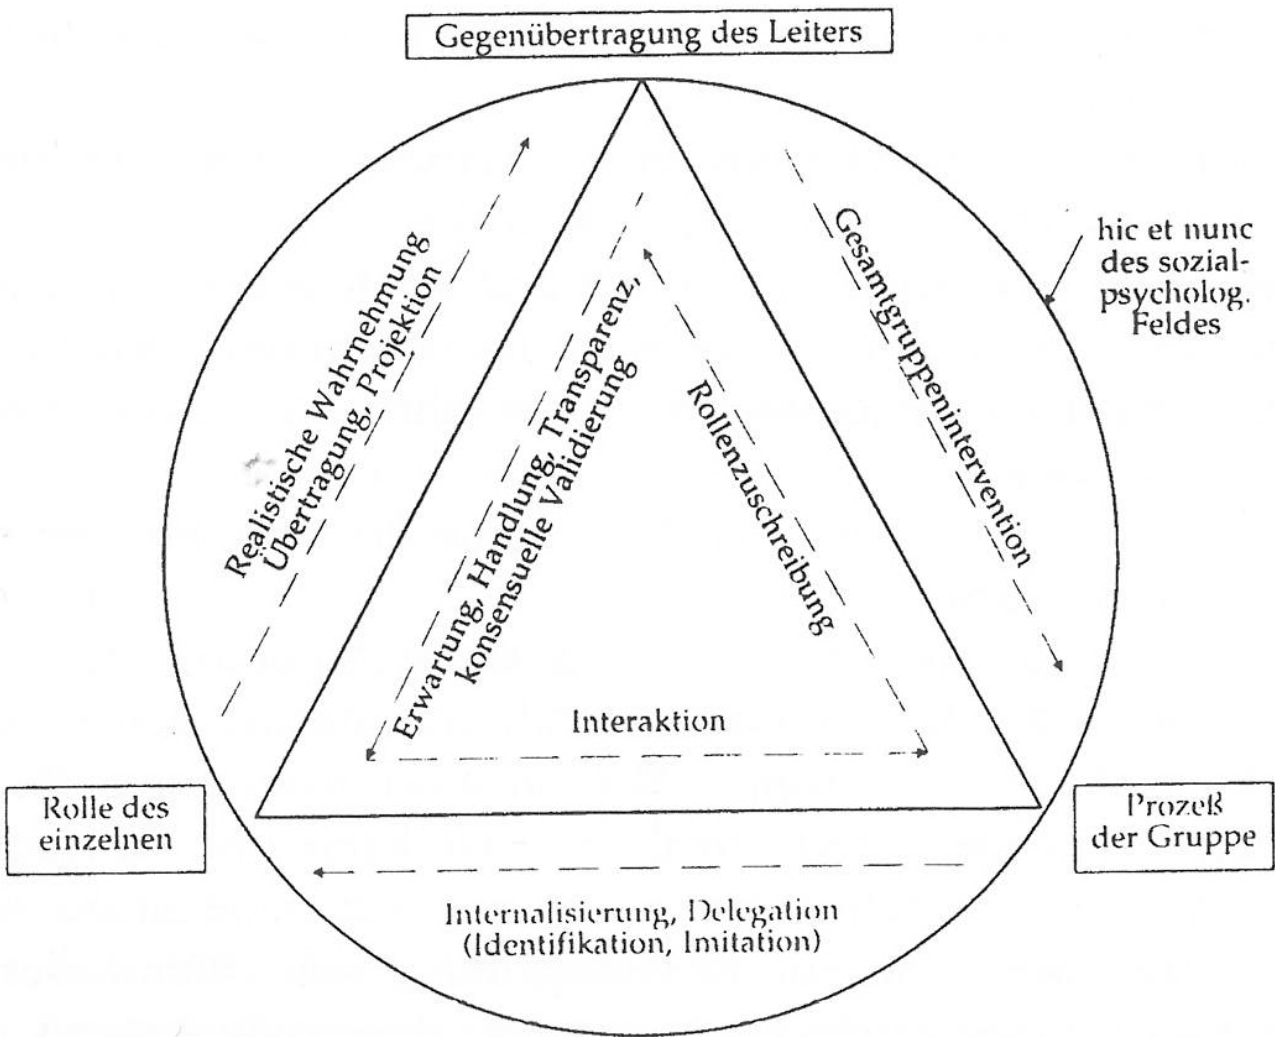 Gegenübertragung des Leiters
hic et nunc
des sozial-
psycholog.
Feldes
Realistische Wahrnehmung
Übertragung, Projektion
Erwartung, Handlung, Transparenz,
konsensuelle Validierung
Rollenzuschreibung
Gesamtgruppenintervention
Interaktion
Rolle des
einzelnen
Prozeß
der Gruppe
Internalisierung, Delegation
(Identifikation, Imitation)